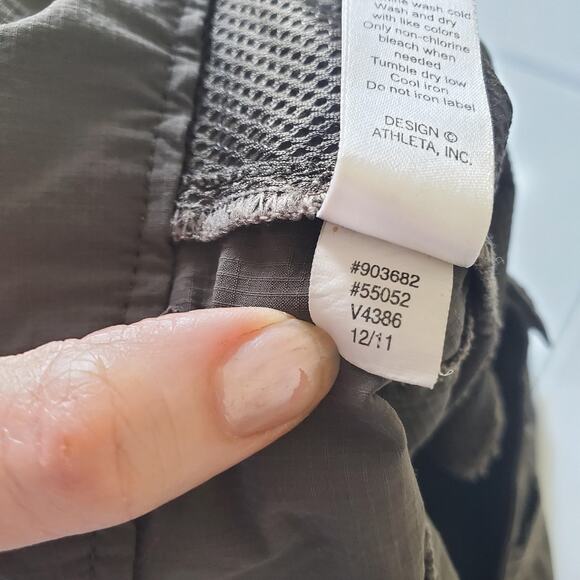 wash cold
Wash and dry
with like colors
Only non-chlorine
bleach when
needed
Tumble dry low
Cool iron
Do not iron label
DESIGN ©
ATHLETA, INC.
#903682
#55052
V4386
12/11